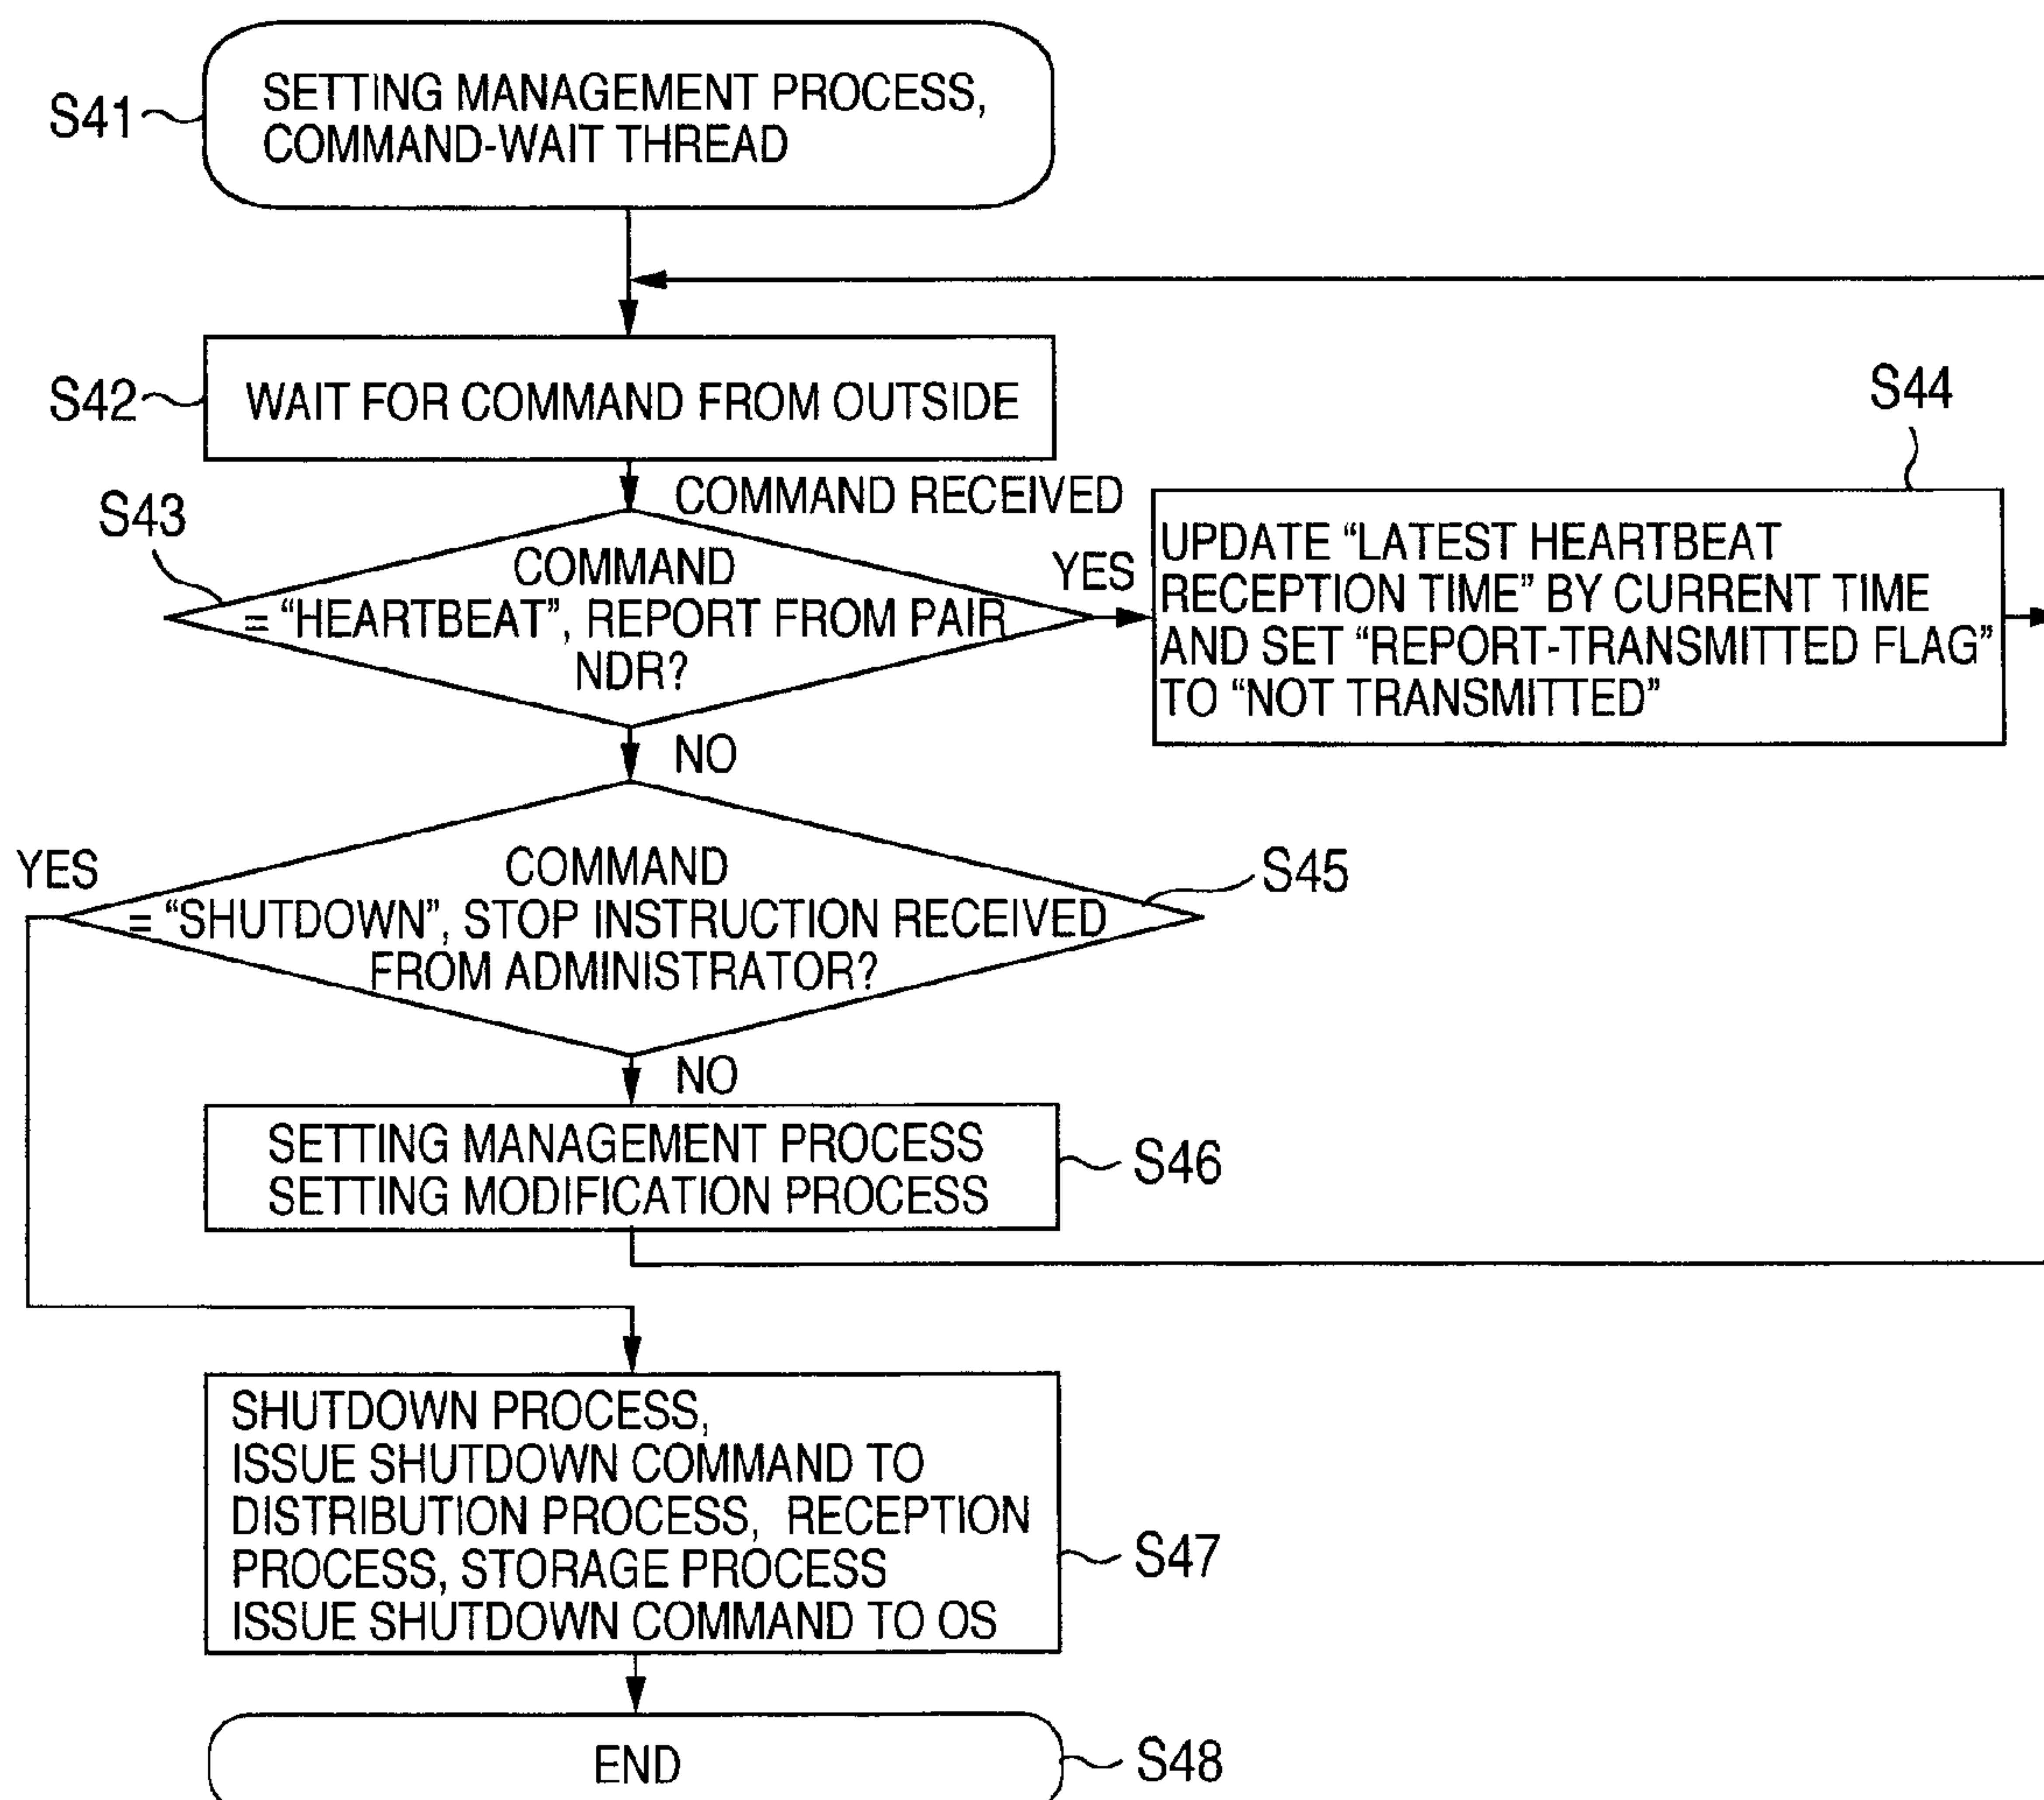 S41
SETTING MANAGEMENT PROCESS,
COMMAND-WAIT THREAD
S42
WAIT FOR COMMAND FROM OUTSIDE
COMMAND RECEIVED
S43
COMMAND
= “HEARTBEAT”, REPORT FROM PAIR
NDR?
YES
S44
UPDATE “LATEST HEARTBEAT
RECEPTION TIME” BY CURRENT TIME
AND SET “REPORT-TRANSMITTED FLAG”
TO “NOT TRANSMITTED”
NO
YES
COMMAND
= “SHUTDOWN”, STOP INSTRUCTION RECEIVED
FROM ADMINISTRATOR?
S45
NO
SETTING MANAGEMENT PROCESS
SETTING MODIFICATION PROCESS
S46
SHUTDOWN PROCESS,
ISSUE SHUTDOWN COMMAND TO
DISTRIBUTION PROCESS, RECEPTION
PROCESS, STORAGE PROCESS
ISSUE SHUTDOWN COMMAND TO OS
S47
END
S48